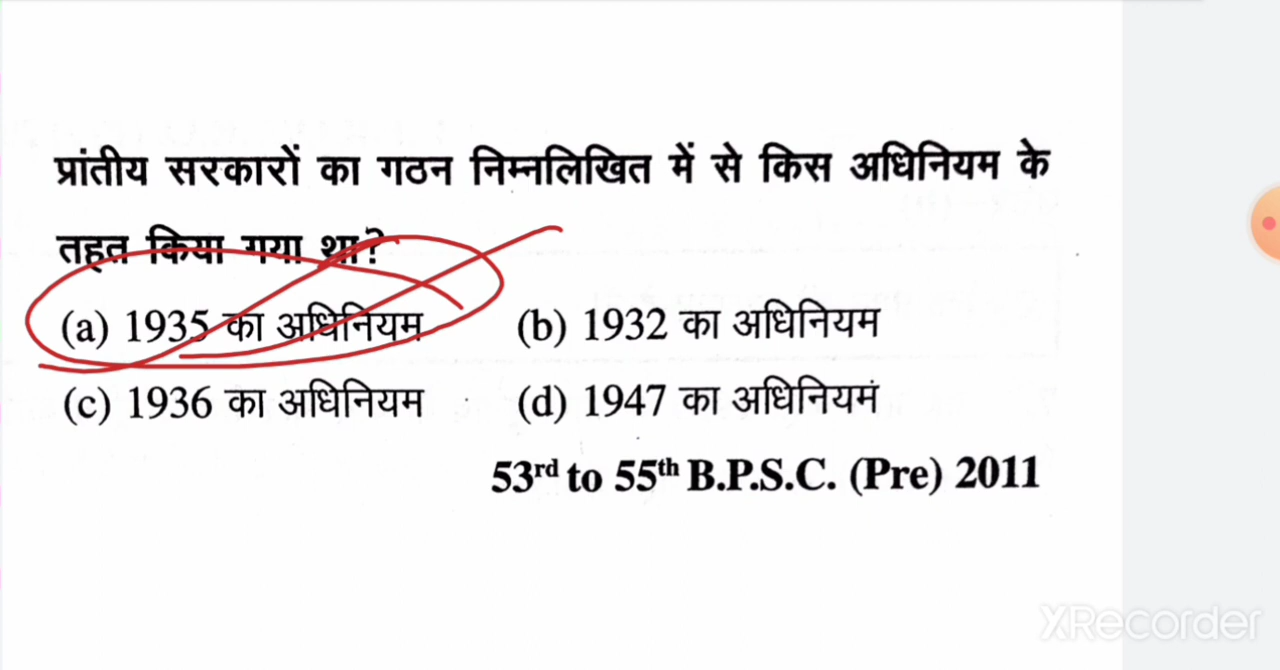 प्रांतीय सरकारों का गठन निम्नलिखित में से किस अधिनियम के
तहत किया गया था?
(a) 1935 का अधिनियम (b) 1932 का अधिनियम
(c) 1936 का अधिनियम (d) 1947 का अधिनियमं
53rd to 55th B.P.S.C. (Pre) 2011
XRecorder